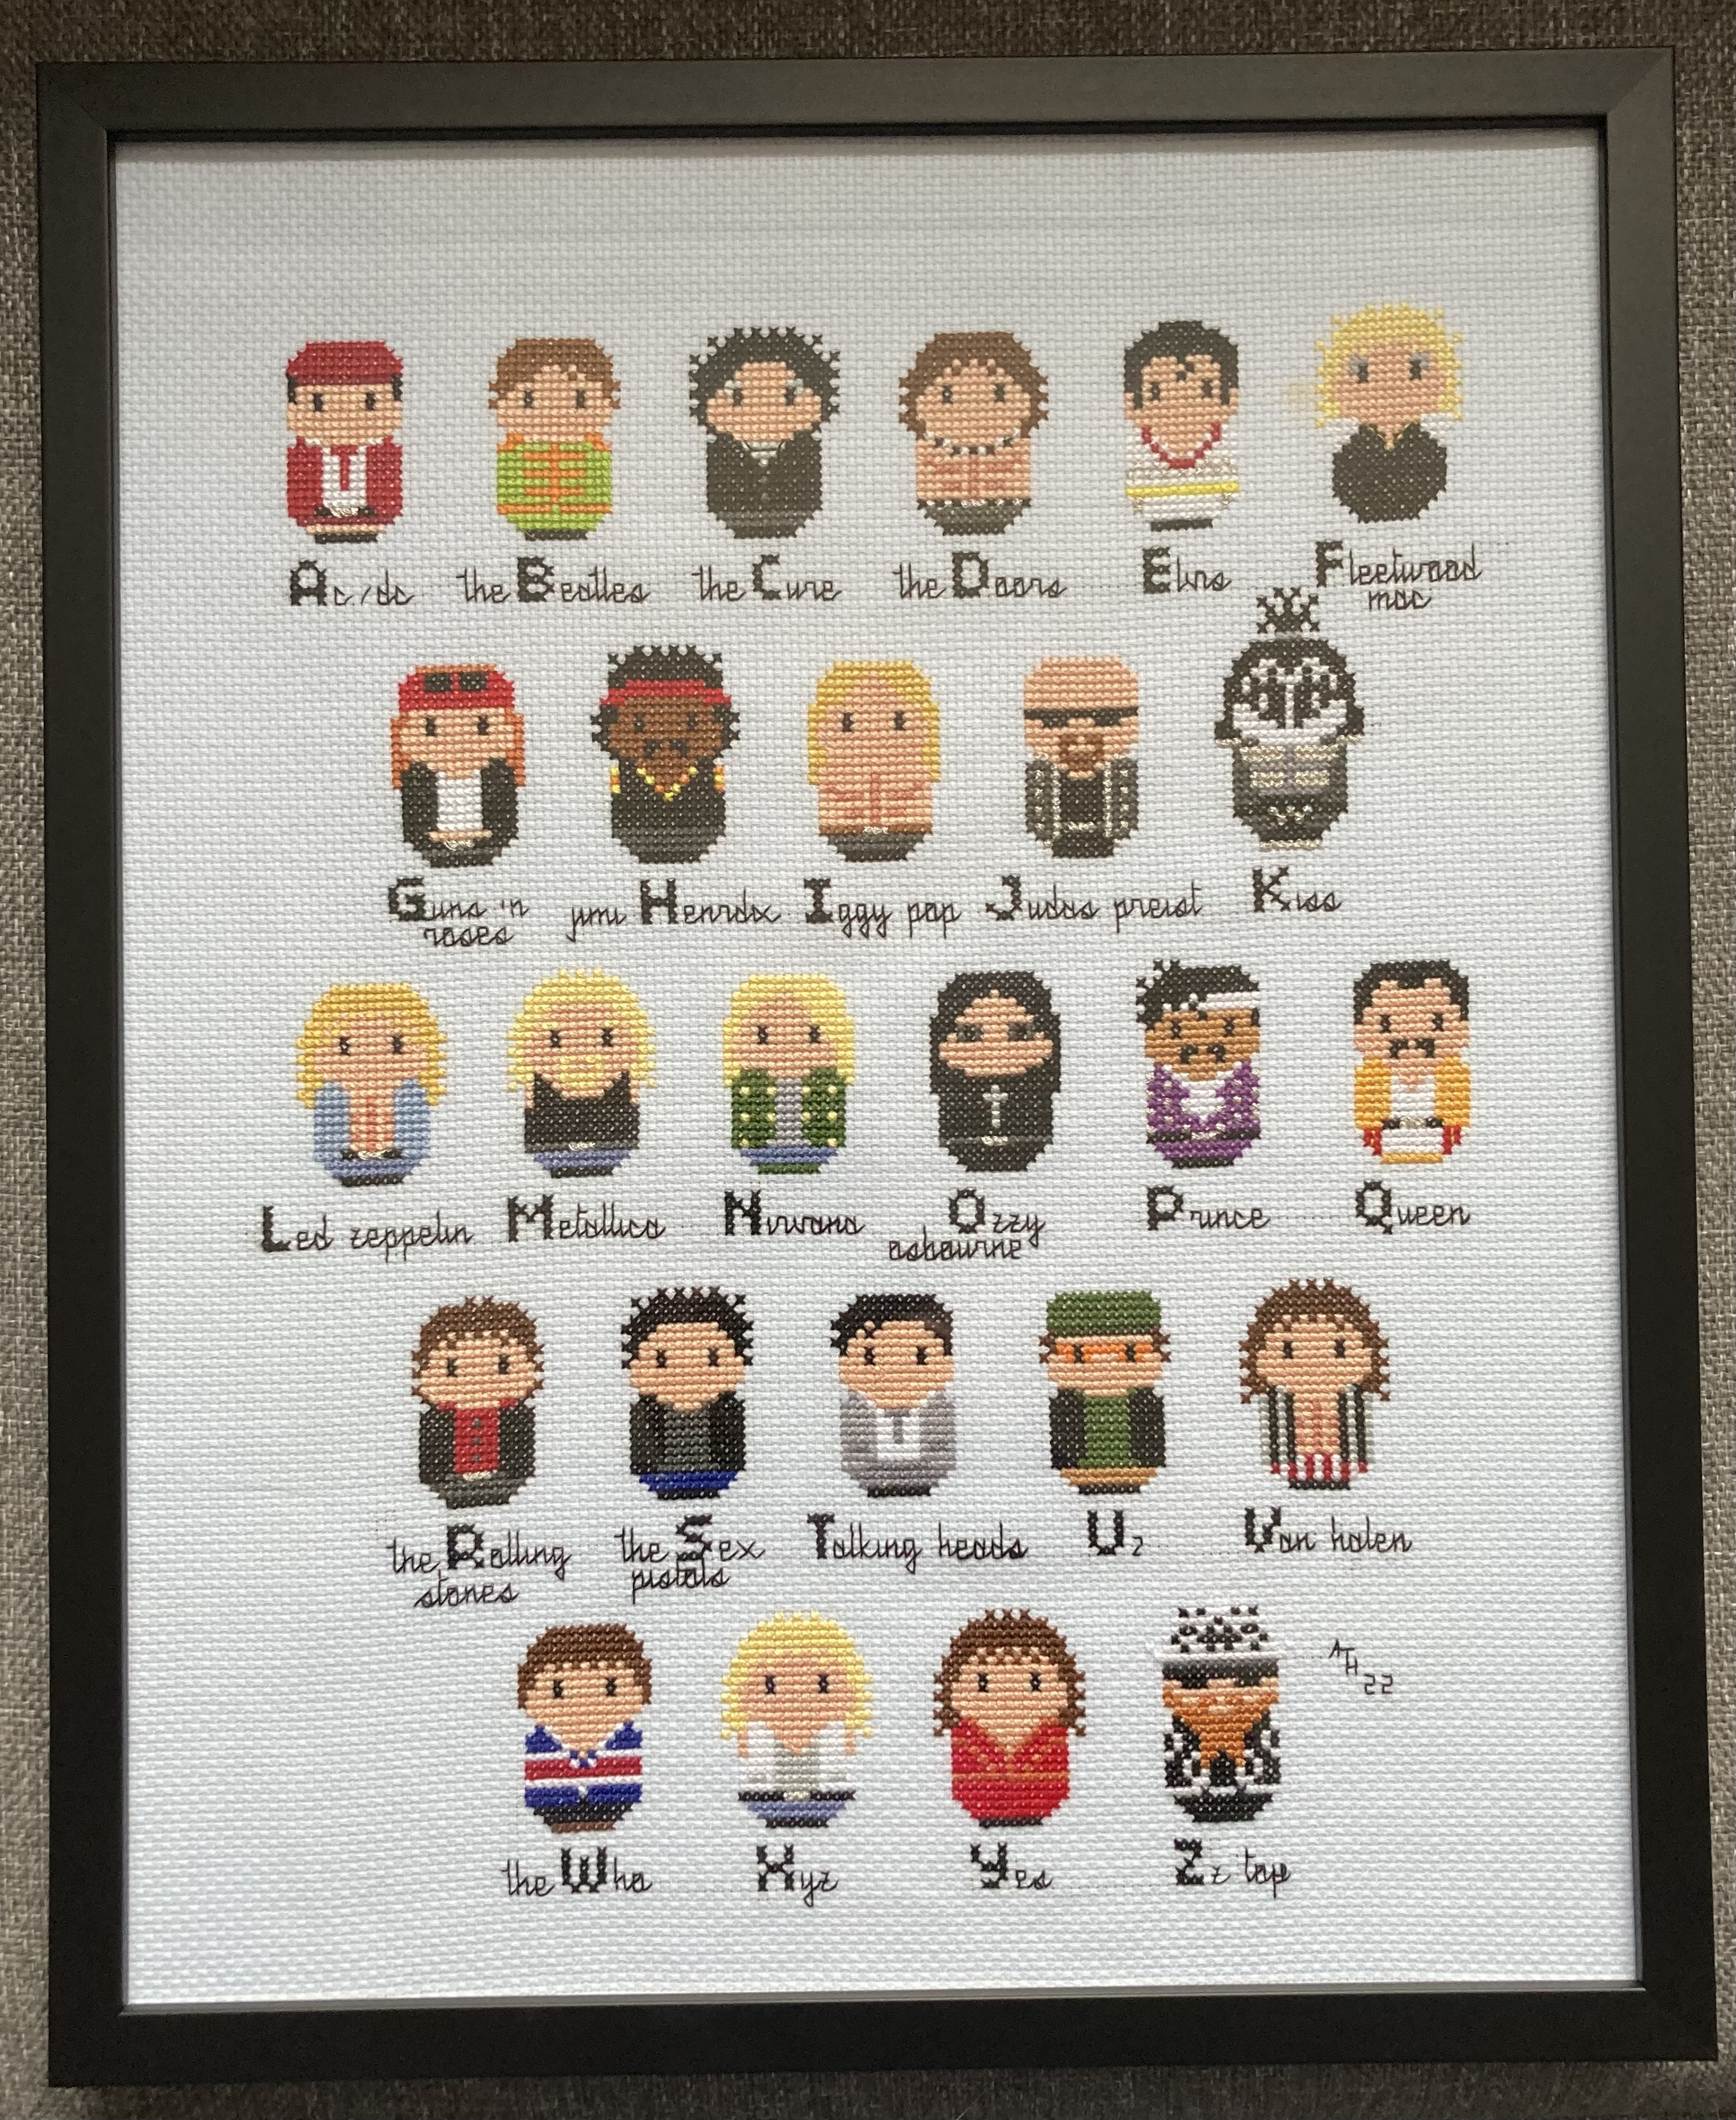 Ac/dc the Beatles the Cure the Doors Elvis Fleetwood
mac
Guns 'n jimi Henrdix Iggy pop Judas preist Kiss
roses
Led zeppelin Metallica Nirvana Ozzy Prince Queen
osbourne
the Rolling the Sex Talking heads U2 Van halen
stones pistols
ATH
22
the Who Xyz Yes Zz top